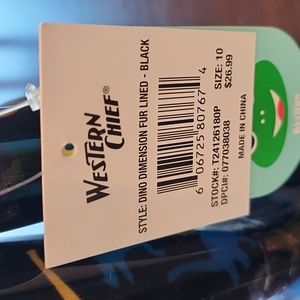 WESTERN
CHIEF®
STYLE: DINO DIMENSION FUR LINED - BLACK
6 06725 80767 4
STOCK#: T24126180P
DPCI#: 077038038
SIZE: 10
$26.99
MADE IN CHINA